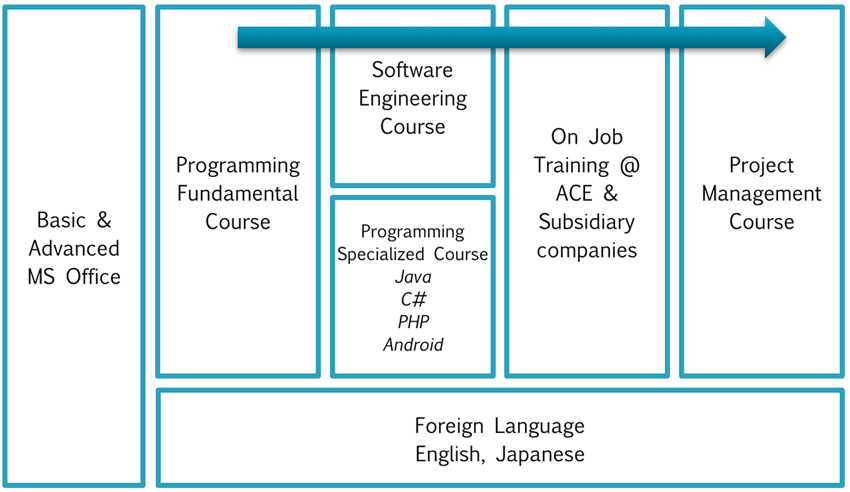 Basic &
Advanced
MS Office
Programming
Fundamental
Course
Software
Engineering
Course
Programming
Specialized Course
Java
C#
PHP
Android
On Job
Training @
ACE &
Subsidiary
companies
Project
Management
Course
Foreign Language
English, Japanese